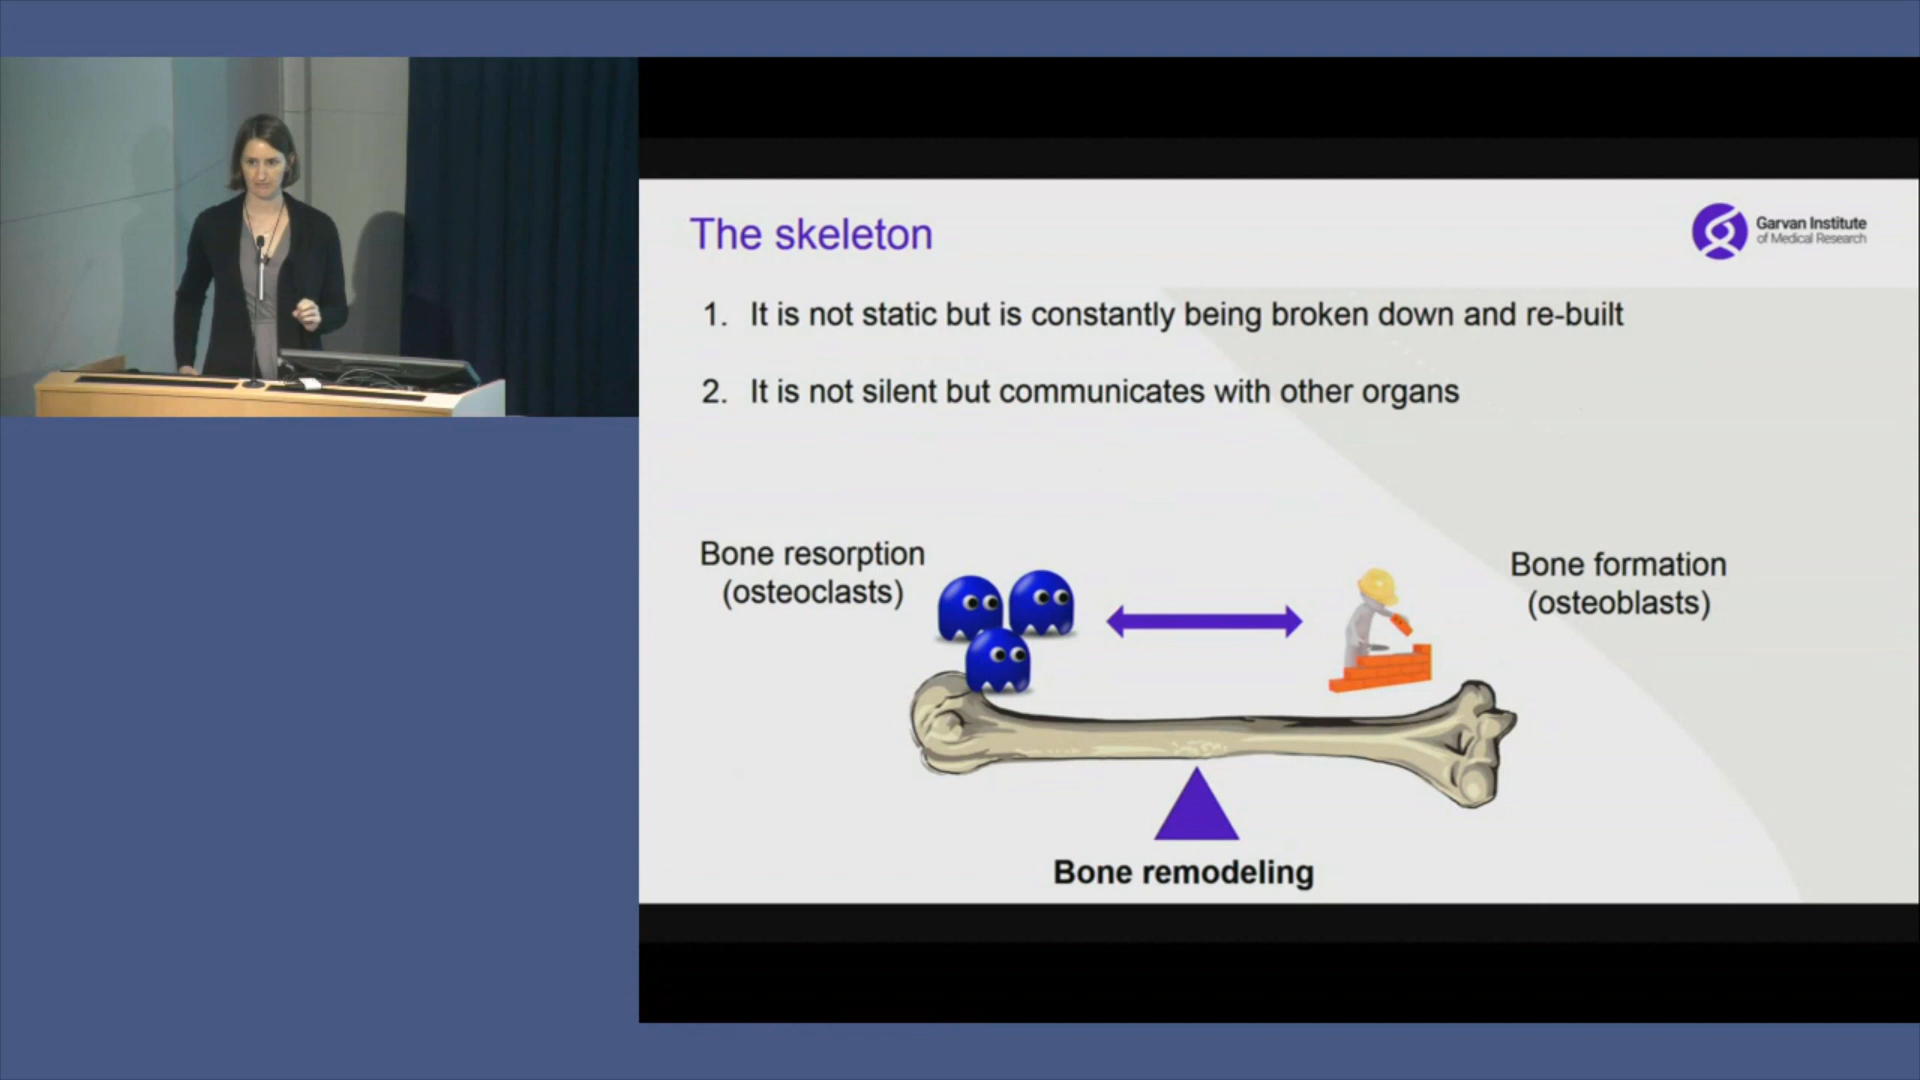 The skeleton
Garvan Institute
of Medical Research
1. It is not static but is constantly being broken down and re-built
2. It is not silent but communicates with other organs
Bone resorption
(osteoclasts)
Bone formation
(osteoblasts)
Bone remodeling